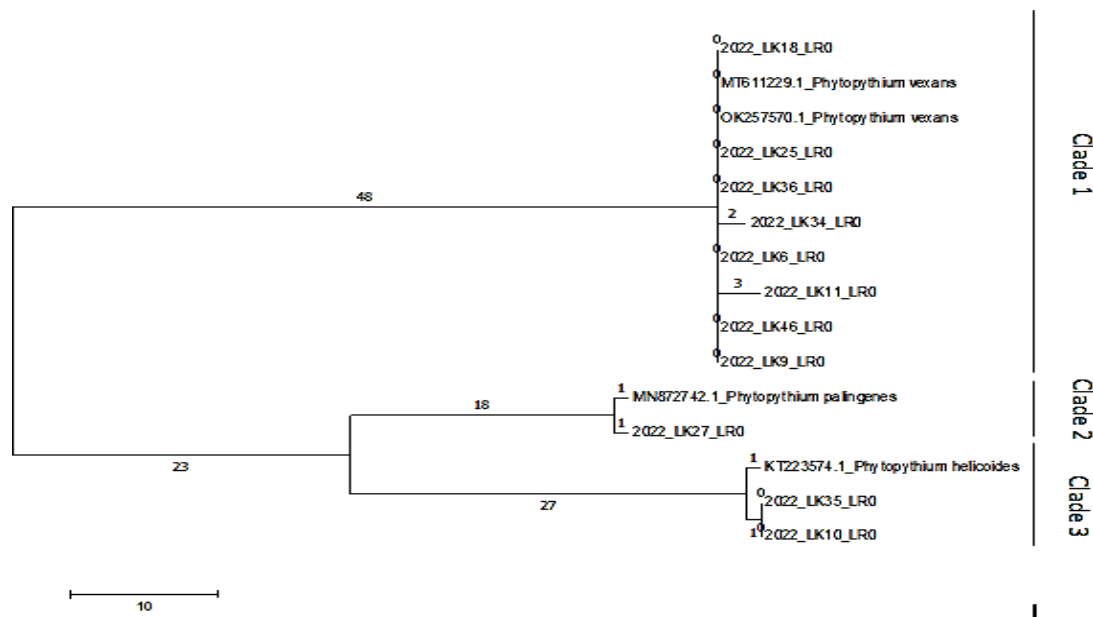 0 2022_LK18_LR0
0 MT611229.1_Phytopythium vexans
0 OK257570.1_Phytopythium vexans
0 2022_LK25_LR0
0 2022_LK36_LR0
48
2 2022_LK34_LR0
0 2022_LK6_LR0
3 2022_LK11_LR0
0 2022_LK46_LR0
0 2022_LK9_LR0
Clade 1
18
1 MN872742.1_Phytopythium palingenes
1 2022_LK27_LR0
Clade 2
23
27
1 KT223574.1_Phytopythium helicoides
0 2022_LK35_LR0
1 0 2022_LK10_LR0
Clade 3
10